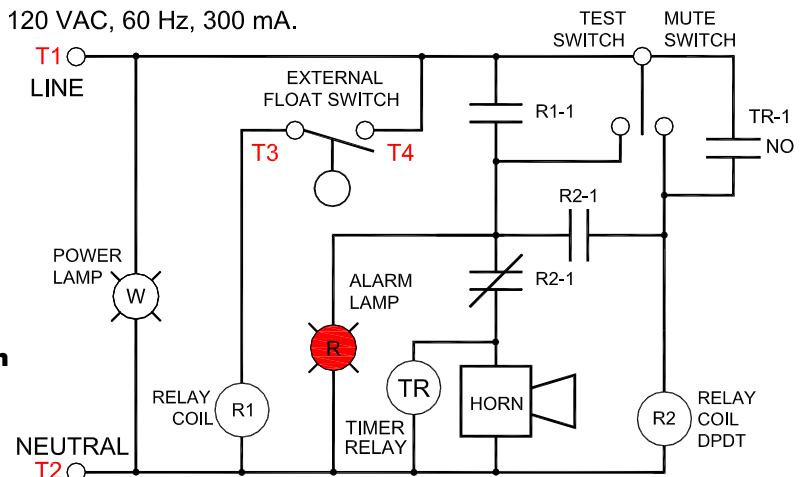 120 VAC, 60 Hz, 300 mA.
TEST
SWITCH
MUTE
SWITCH
T1
LINE
EXTERNAL
FLOAT SWITCH
R1-1
TR-1
NO
T3
T4
R2-1
POWER
LAMP
W
ALARM
LAMP
R2-1
R
n
RELAY
COIL
R1
TR
TIMER
RELAY
HORN
R2
RELAY
COIL
DPDT
NEUTRAL
T2